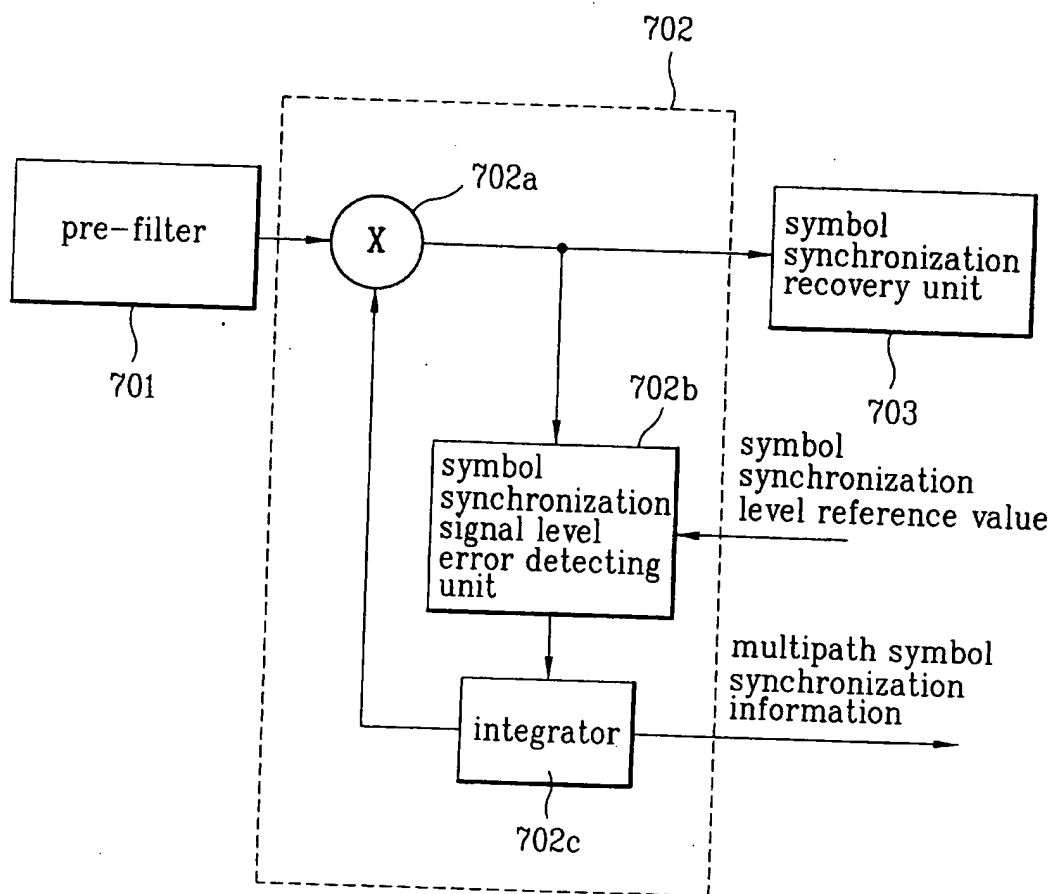 702
702a
pre-filter
X
symbol
synchronization
recovery unit
701
703
702b
symbol
synchronization
signal level
error detecting
unit
symbol
synchronization
level reference value
integrator
multipath symbol
synchronization
information
702c